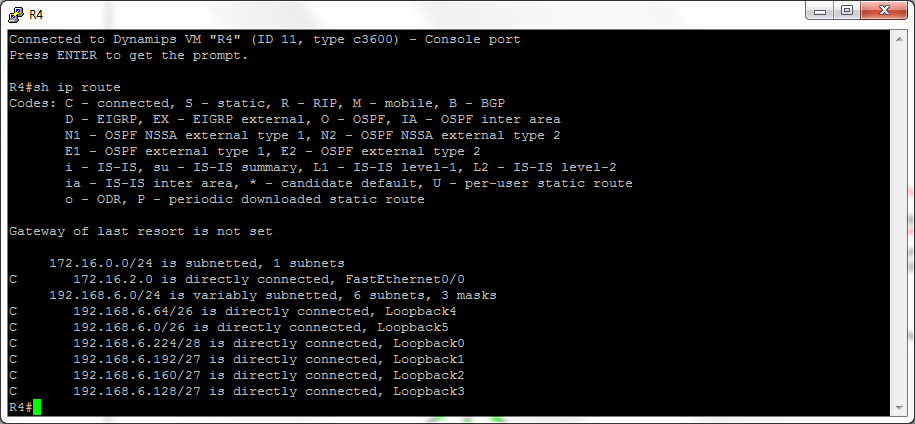 R4
Connected to Dynamips VM "R4" (ID 11, type c3600) - Console port
Press ENTER to get the prompt.
R4#sh ip route
Codes: C - connected, S - static, R - RIP, M - mobile, B - BGP
D - EIGRP, EX - EIGRP external, O - OSPF, IA - OSPF inter area
N1 - OSPF NSSA external type 1, N2 - OSPF NSSA external type 2
E1 - OSPF external type 1, E2 - OSPF external type 2
i - IS-IS, su - IS-IS summary, L1 - IS-IS level-1, L2 - IS-IS level-2
ia - IS-IS inter area, * - candidate default, U - per-user static route
o - ODR, P - periodic downloaded static route
Gateway of last resort is not set
172.16.0.0/24 is subnetted, 1 subnets
C 172.16.2.0 is directly connected, FastEthernet0/0
192.168.6.0/24 is variably subnetted, 6 subnets, 3 masks
C 192.168.6.64/26 is directly connected, Loopback4
C 192.168.6.0/26 is directly connected, Loopback5
C 192.168.6.224/28 is directly connected, Loopback0
C 192.168.6.192/27 is directly connected, Loopback1
C 192.168.6.160/27 is directly connected, Loopback2
C 192.168.6.128/27 is directly connected, Loopback3
R4#